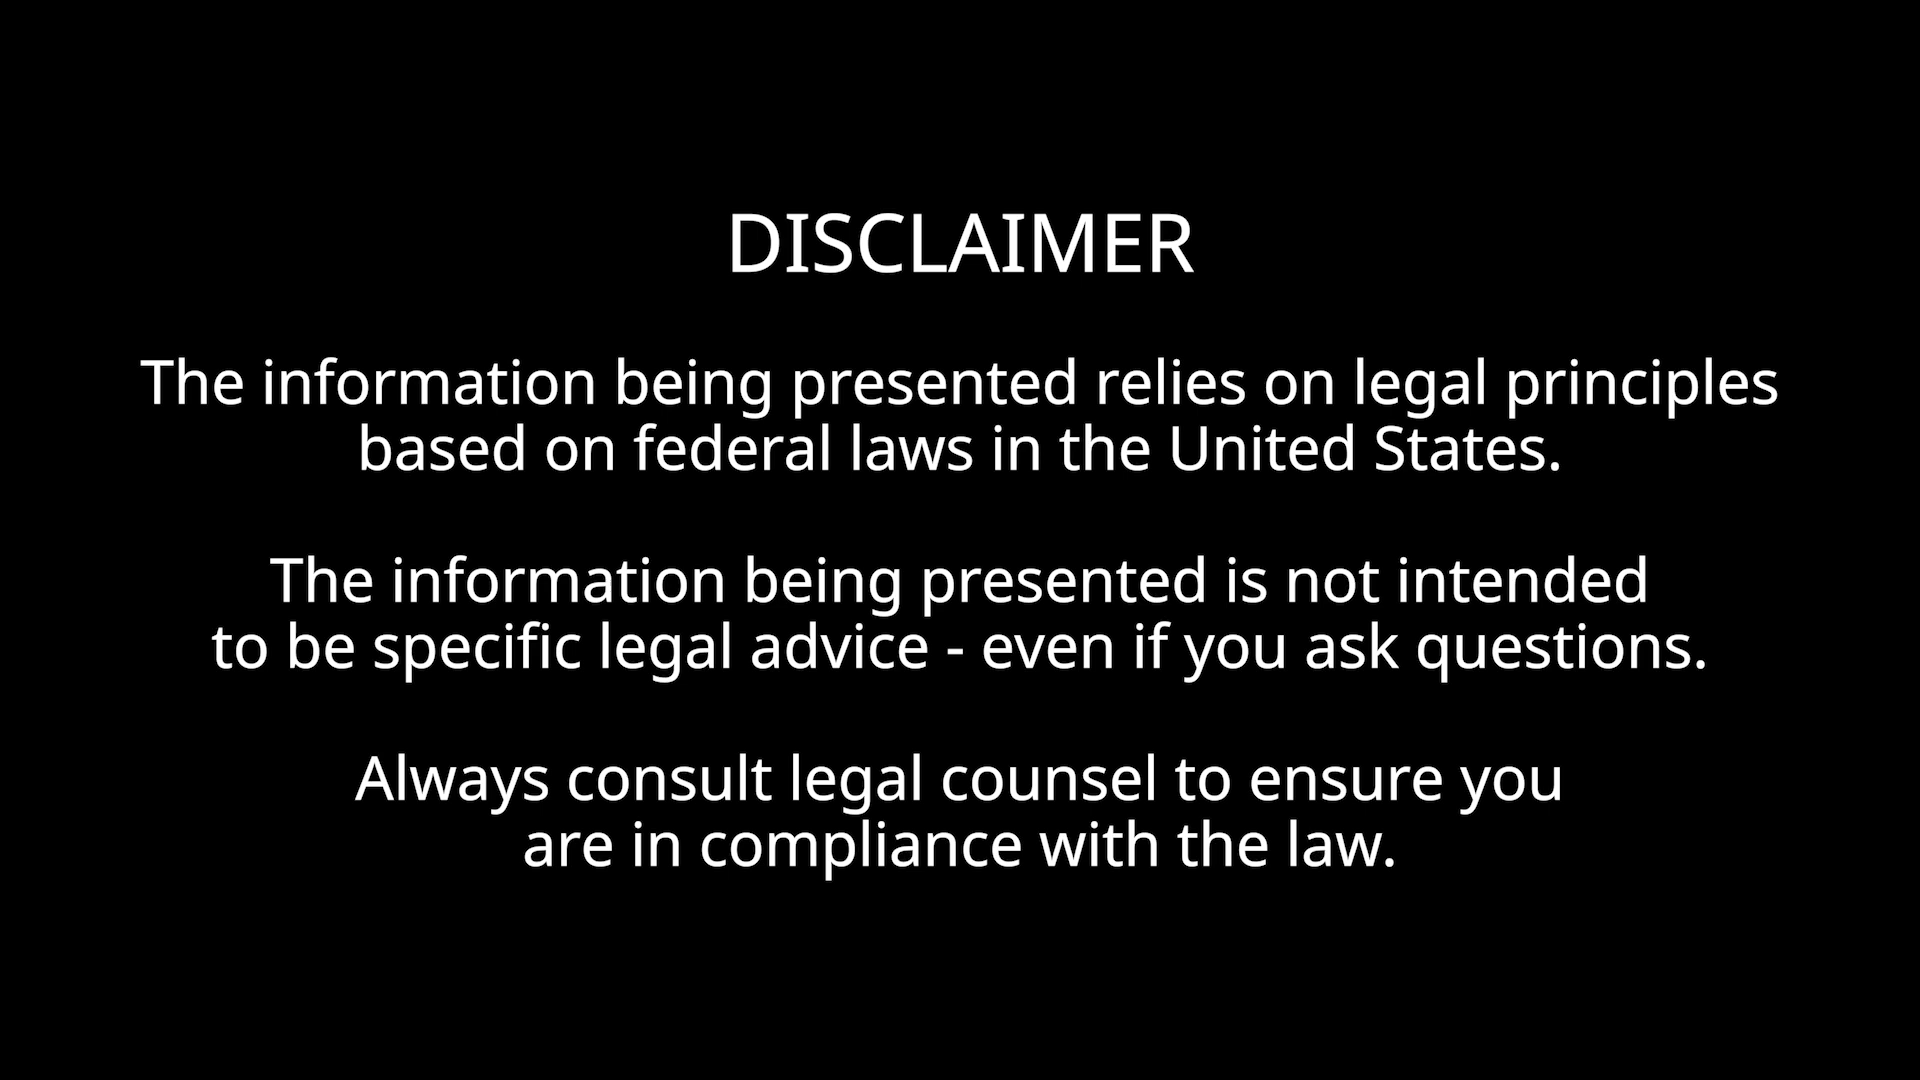 DISCLAIMER
The information being presented relies on legal principles
based on federal laws in the United States.
The information being presented is not intended
to be specific legal advice - even if you ask questions.
Always consult legal counsel to ensure you
are in compliance with the law.